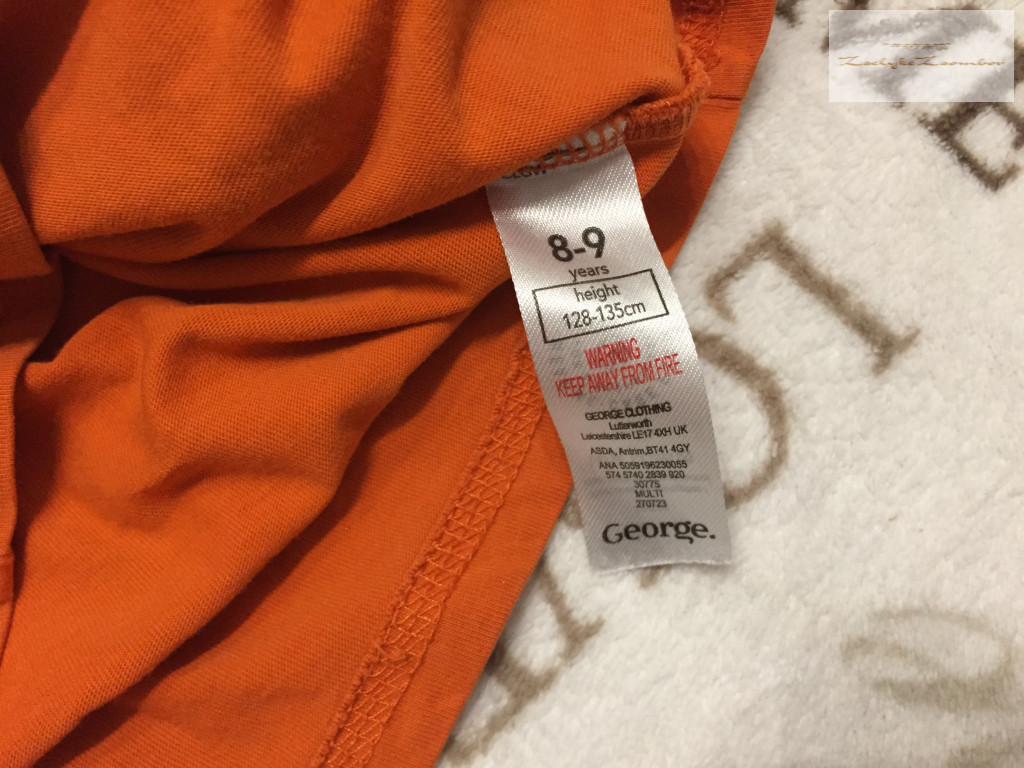 8-9
years
height
128-135cm
WARNING
KEEP AWAY FROM FIRE
GEORGE CLOTHING
Lutterworth
Leicestershire LE17 4XH UK
ASDA, Antrim,BT41 4GY
ANA 5059196230055
574 5740 2839 920
30775
MULTI
270723
George.